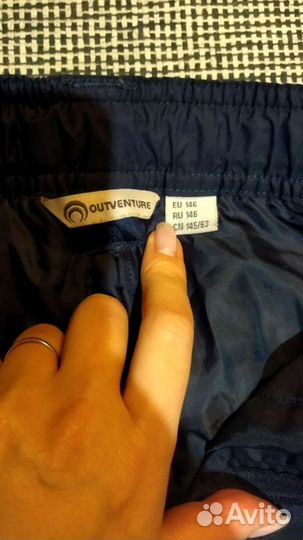 OUTVENTURE
EU 146
RU 146
CN 145/63
Avito